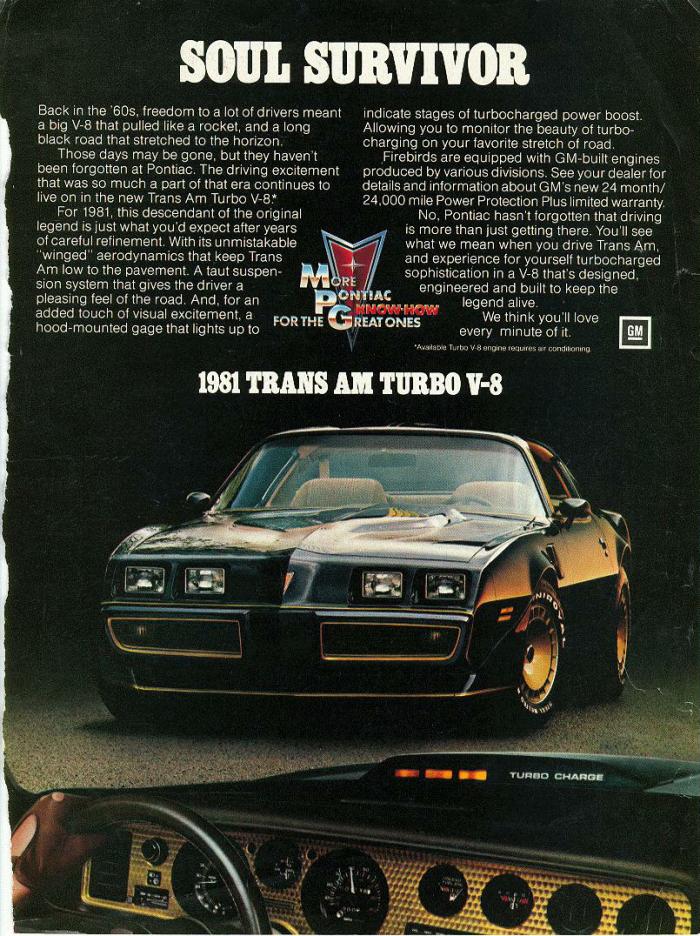 SOUL SURVIVOR
Back in the '60s, freedom to a lot of drivers meant
a big V-8 that pulled like a rocket, and a long
black road that stretched to the horizon.
Those days may be gone, but they haven't
been forgotten at Pontiac. The driving excitement
that was so much a part of that era continues to
live on in the new Trans Am Turbo V-8.*
For 1981, this descendant of the original
legend is just what you'd expect after years
of careful refinement. With its unmistakable
"winged" aerodynamics that keep Trans
Am low to the pavement. A taut suspen-
sion system that gives the driver a
pleasing feel of the road. And, for an
added touch of visual excitement, a
hood-mounted gage that lights up to
indicate stages of turbocharged power boost.
Allowing you to monitor the beauty of turbo-
charging on your favorite stretch of road.
Firebirds are equipped with GM-built engines
produced by various divisions. See your dealer for
details and information about GM's new 24 month/
24,000 mile Power Protection Plus limited warranty.
No, Pontiac hasn't forgotten that driving
is more than just getting there. You'll see
what we mean when you drive Trans Am,
and experience for yourself turbocharged
sophistication in a V-8 that's designed,
engineered and built to keep the
legend alive.
We think you'll love
every minute of it.
*Available Turbo V-8 engine requires air conditioning.
MORE
PONTIAC
KNOW-HOW
FOR THE GREAT ONES
GM
1981 TRANS AM TURBO V-8
UNIROYAL
TURBO CHARGE